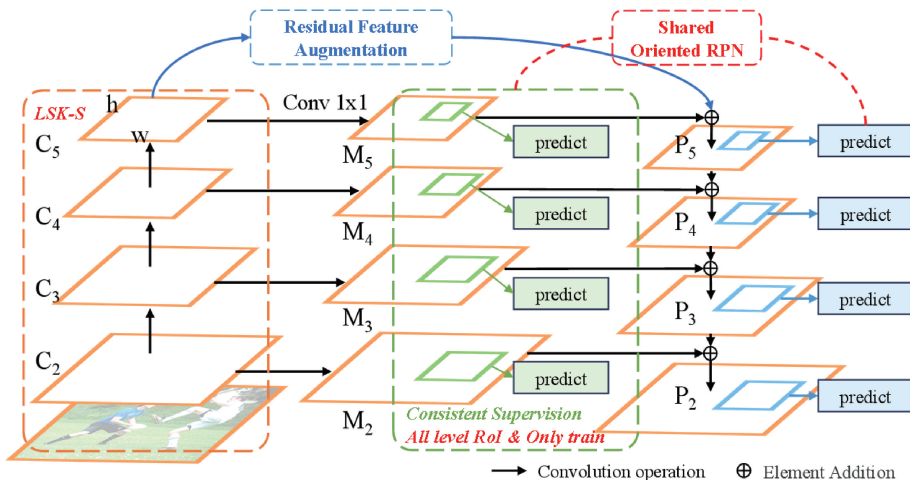 Residual Feature
Augmentation
Shared
Oriented RPN
LSK-S
h
w
Conv 1x1
C5
M5
predict
P5
predict
C4
M4
predict
P4
predict
C3
M3
predict
P3
predict
C2
M2
predict
P2
predict
Consistent Supervision
All level RoI & Only train
Convolution operation
Element Addition